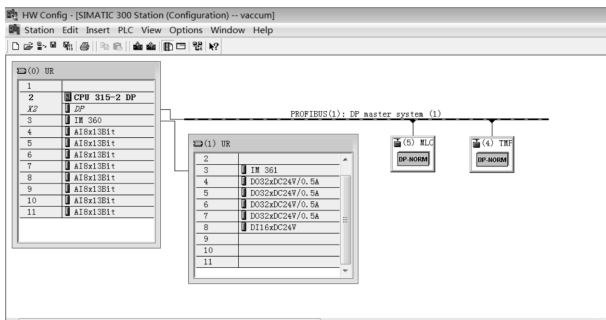 HW Config - [SIMATIC 300 Station (Configuration) -- vaccum]
Station Edit Insert PLC View Options Window Help
(0) UR
1
2 CPU 315-2 DP
X2 DP
3 IM 360
4 AI8x13Bit
5 AI8x13Bit
6 AI8x13Bit
7 AI8x13Bit
8 AI8x13Bit
9 AI8x13Bit
10 AI8x13Bit
11 AI8x13Bit
PROFIBUS(1): DP master system (1)
(5) MLC
DP-NORM
(4) TMP
DP-NORM
(1) UR
2
3 IM 361
4 DO32xDC24V/0.5A
5 DO32xDC24V/0.5A
6 DO32xDC24V/0.5A
7 DO32xDC24V/0.5A
8 DI16xDC24V
9
10
11